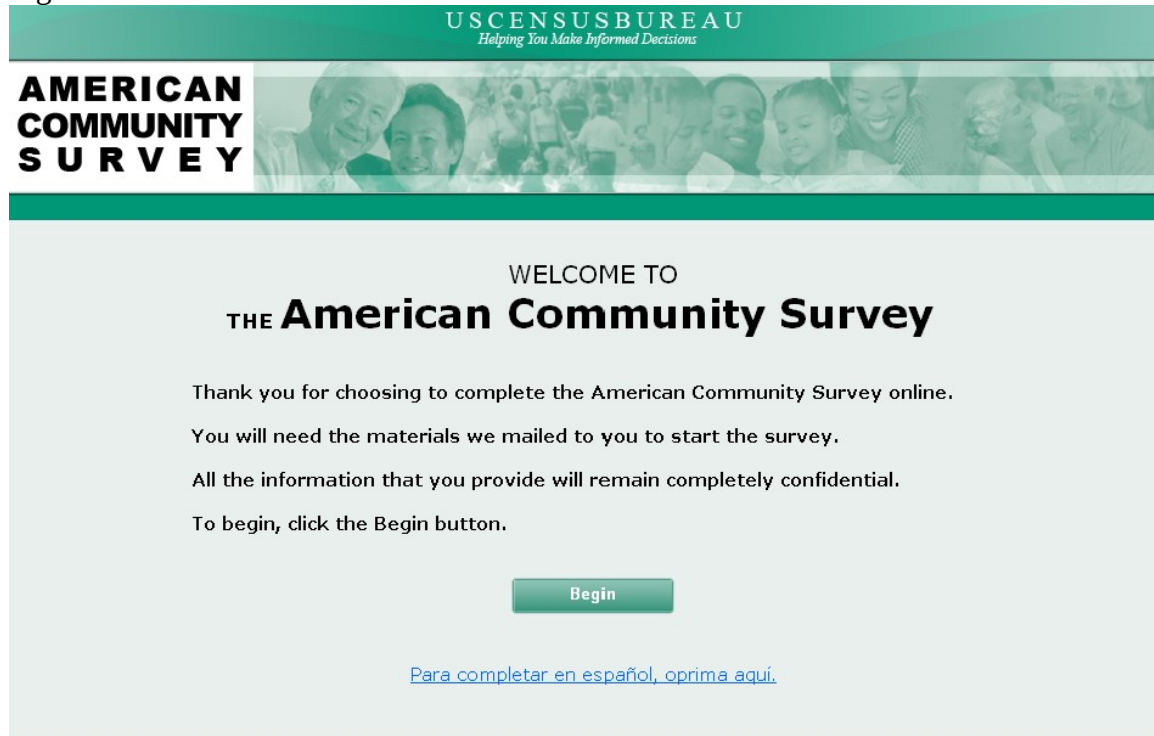 USCENSUSBUREAU
Helping You Make Informed Decisions
AMERICAN
COMMUNITY
SURVEY
WELCOME TO
THE American Community Survey
Thank you for choosing to complete the American Community Survey online.
You will need the materials we mailed to you to start the survey.
All the information that you provide will remain completely confidential.
To begin, click the Begin button.
Begin
Para completar en español, oprima aquí.